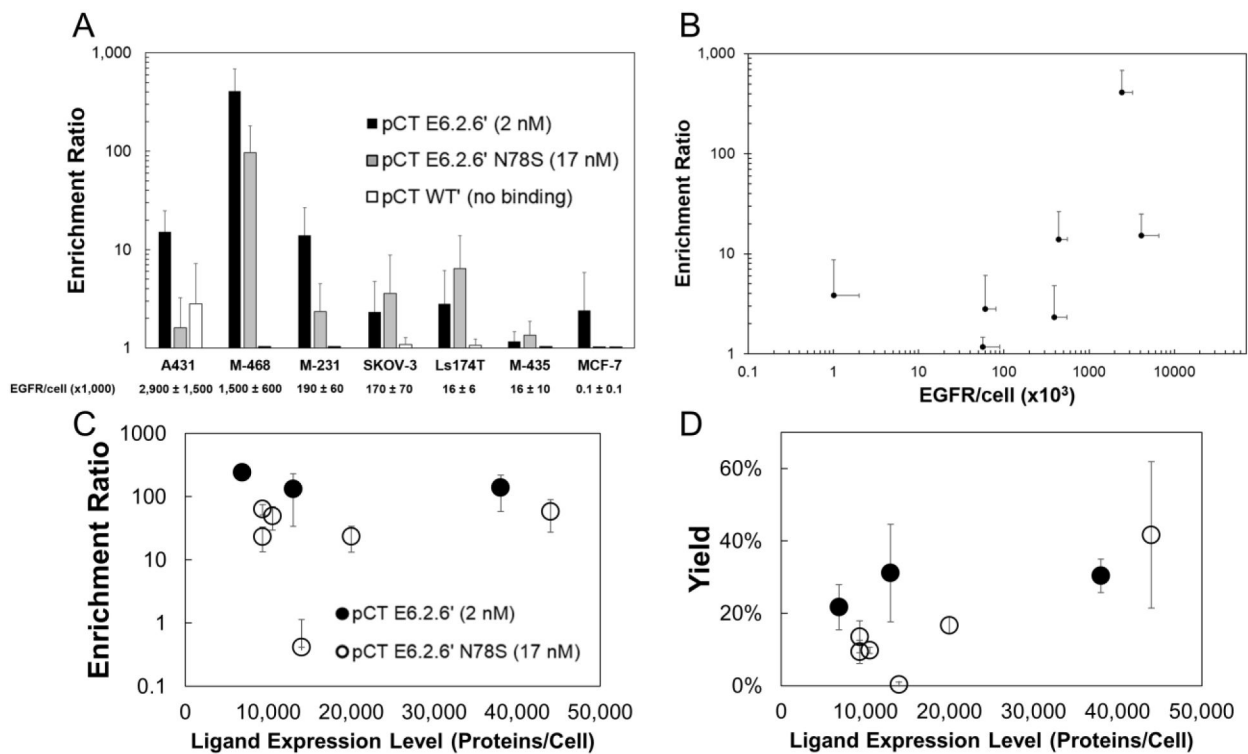 A
Enrichment Ratio
1,000
100
10
1
pCT E6.2.6' (2 nM)
pCT E6.2.6' N78S (17 nM)
pCT WT' (no binding)
A431 M-468 M-231 SKOV-3 Ls174T M-435 MCF-7
EGFR/cell (x1,000) 2,900 ± 1,500 1,500 ± 600 190 ± 60 170 ± 70 16 ± 6 16 ± 10 0.1 ± 0.1
B
Enrichment Ratio
1,000
100
10
1
0.1 1 10 100 1000 10000
EGFR/cell (x10³)
C
Enrichment Ratio
1000
100
10
1
0.1
pCT E6.2.6' (2 nM)
pCT E6.2.6' N78S (17 nM)
0 10,000 20,000 30,000 40,000 50,000
Ligand Expression Level (Proteins/Cell)
D
Yield
60%
40%
20%
0%
0 10,000 20,000 30,000 40,000 50,000
Ligand Expression Level (Proteins/Cell)